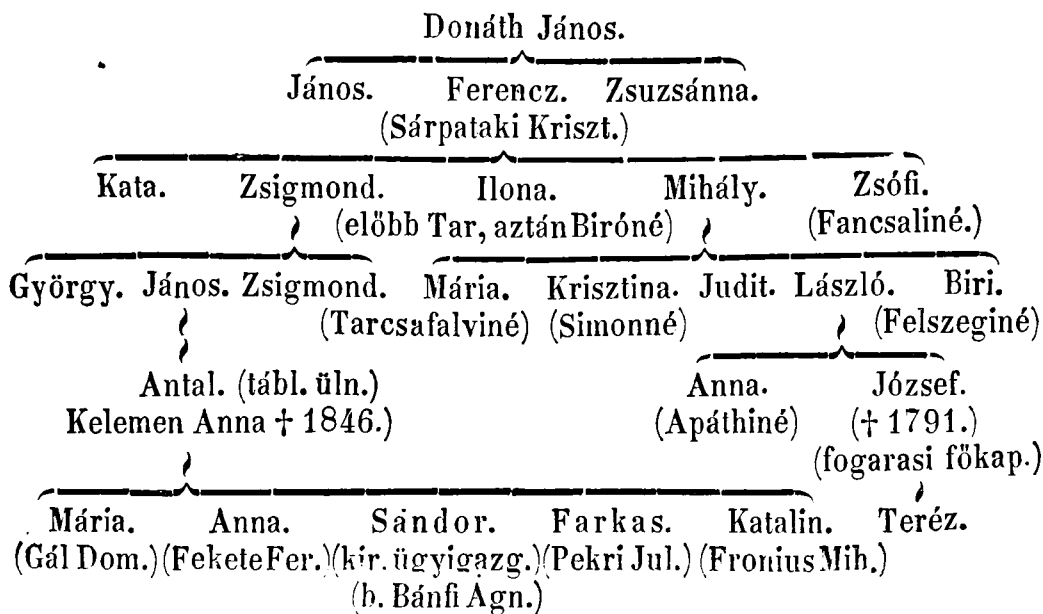 Donáth János.
János. Ferencz. Zsuzsánna.
(Sárpataki Kriszt.)
Kata. Zsigmond. Ilona. Mihály. Zsófi.
(előbb Tar, aztán Biróné) (Fancsaliné.)
György. János. Zsigmond. Mária. Krisztina. Judit. László. Biri.
(Tarcsafalviné) (Simonné) (Felszeginé)
Antal. (tábl. üln.) Anna. József.
Kelemen Anna † 1846.) (Apáthiné) († 1791.)
(fogarasi főkap.)
Mária. Anna. Sándor. Farkas. Katalin. Teréz.
(Gál Dom.) (Fekete Fer.) (kir. ügyigazg.) (Pekri Jul.) (Fronius Mih.)
(b. Bánfi Agn.)